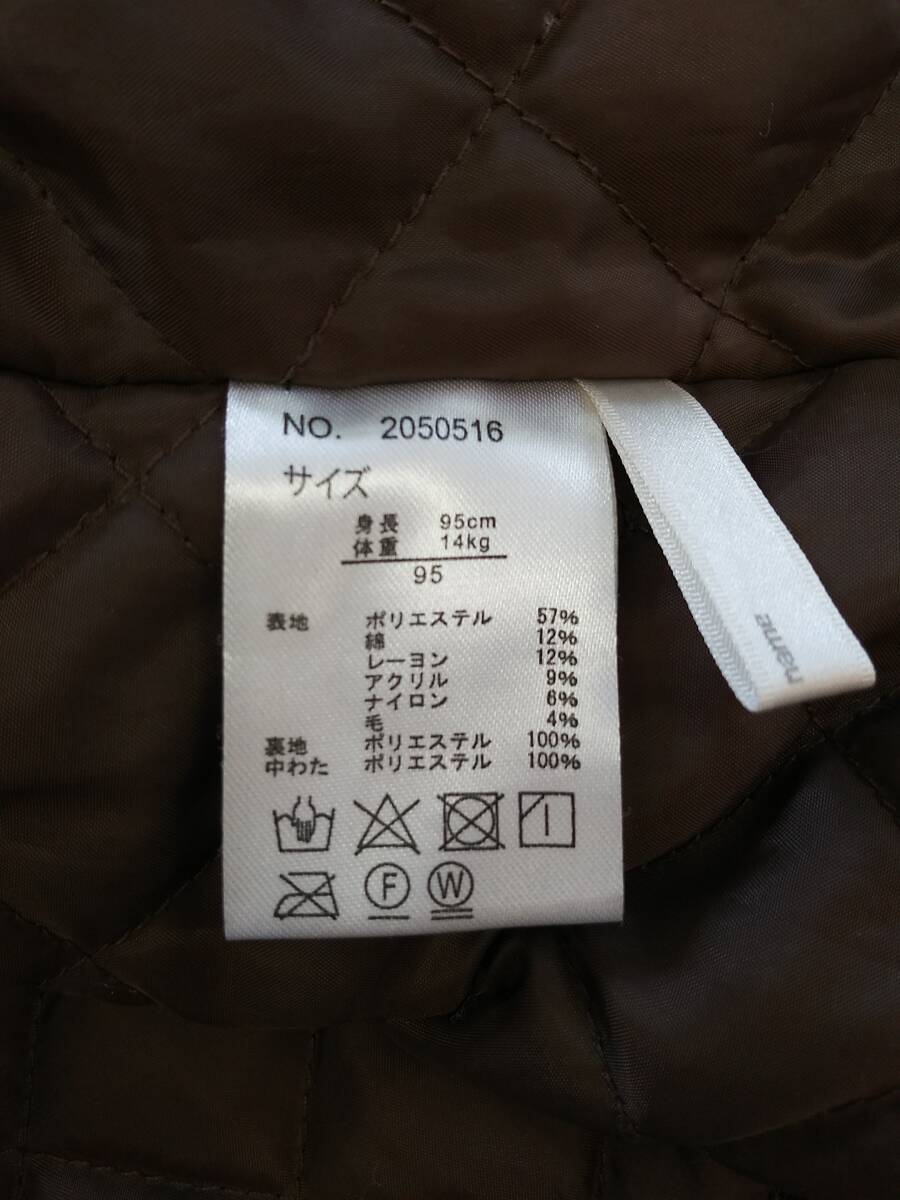 NO. 2050516
サイズ
身長 95cm
体重 14kg
95
表地 ポリエステル 57%
綿 12%
レーヨン 12%
アクリル 9%
ナイロン 6%
毛 4%
裏地 ポリエステル 100%
中わた ポリエステル 100%
F W
name